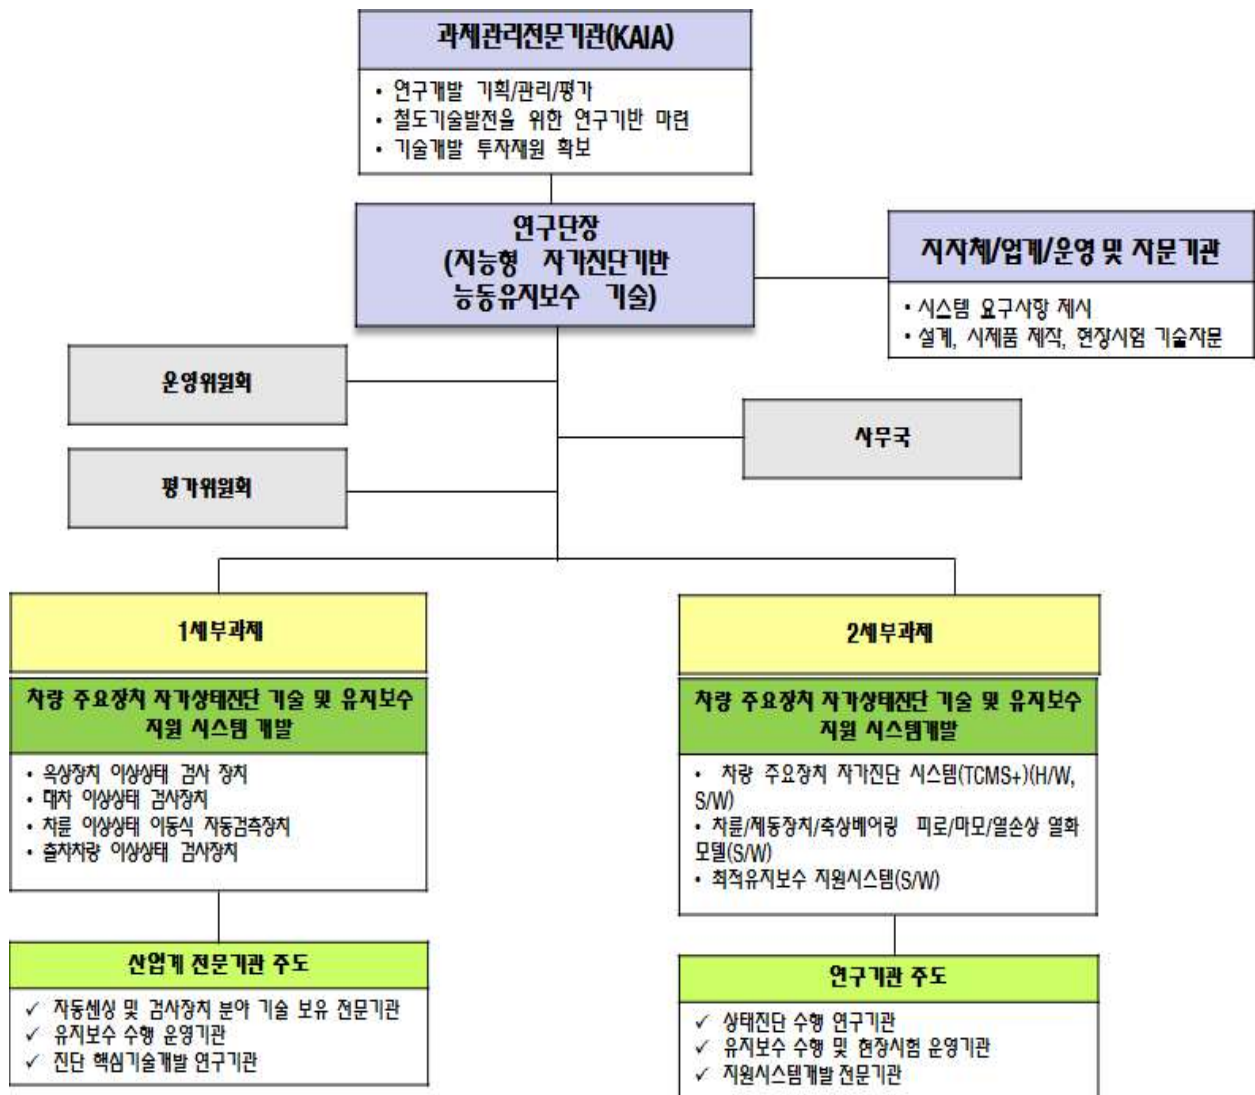 과제관리전문기관(KAIA)
• 연구개발 기획/관리/평가
• 철도기술발전을 위한 연구기반 마련
• 기술개발 투자재원 확보
연구단장
(지능형 자가진단기반
능동유지보수 기술)
지자체/업계/운영 및 자문기관
• 시스템 요구사항 제시
• 설계, 시제품 제작, 현장시험 기술자문
운영위원회
사무국
평가위원회
1세부과제
차량 주요장치 자가상태진단 기술 및 유지보수
지원 시스템 개발
• 옥상장치 이상상태 검사 장치
• 대차 이상상태 검사장치
• 차륜 이상상태 이동식 자동검측장치
• 출차차량 이상상태 검사장치
산업계 전문기관 주도
✓ 자동센싱 및 검사장치 분야 기술 보유 전문기관
✓ 유지보수 수행 운영기관
✓ 진단 핵심기술개발 연구기관
2세부과제
차량 주요장치 자가상태진단 기술 및 유지보수
지원 시스템개발
• 차량 주요장치 자가진단 시스템(TCMS+)(H/W,
S/W)
• 차륜/제동장치/축상베어링 피로/마모/열손상 열화
모델(S/W)
• 최적유지보수 지원시스템(S/W)
연구기관 주도
✓ 상태진단 수행 연구기관
✓ 유지보수 수행 및 현장시험 운영기관
✓ 지원시스템개발 전문기관